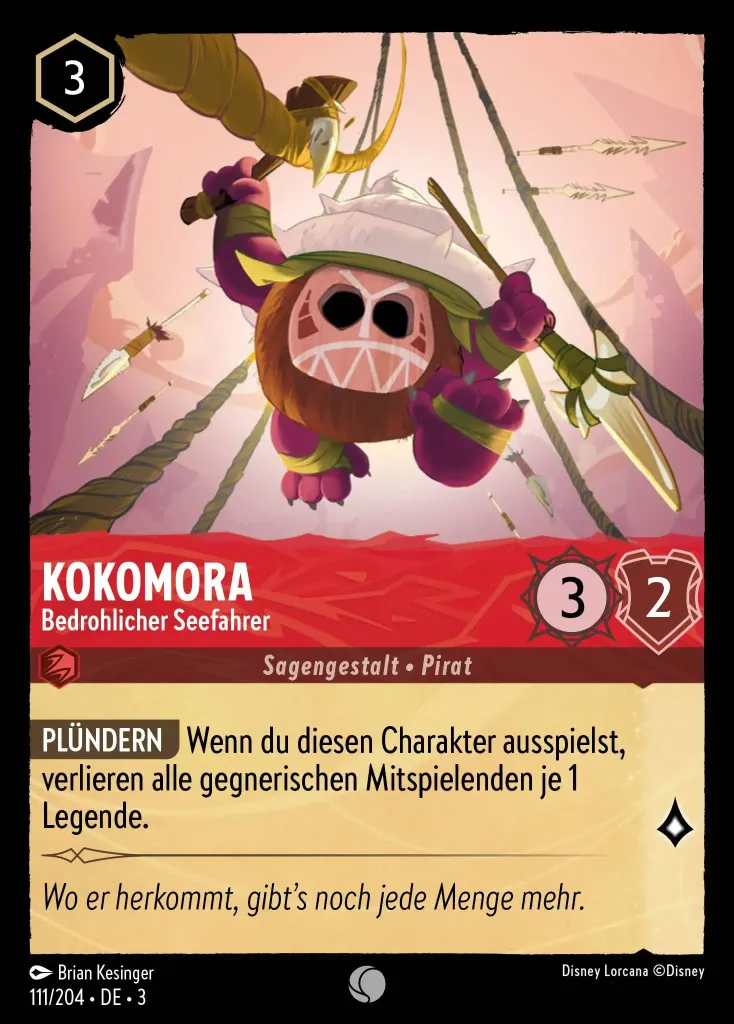 3
KOKOMORA
Bedrohlicher Seefahrer
3
2
Sagengestalt • Pirat
PLÜNDERN Wenn du diesen Charakter ausspielst,
verlieren alle gegnerischen Mitspielenden je 1
Legende.
Wo er herkommt, gibt's noch jede Menge mehr.
Brian Kesinger
Disney Lorcana ©Disney
111/204 • DE • 3